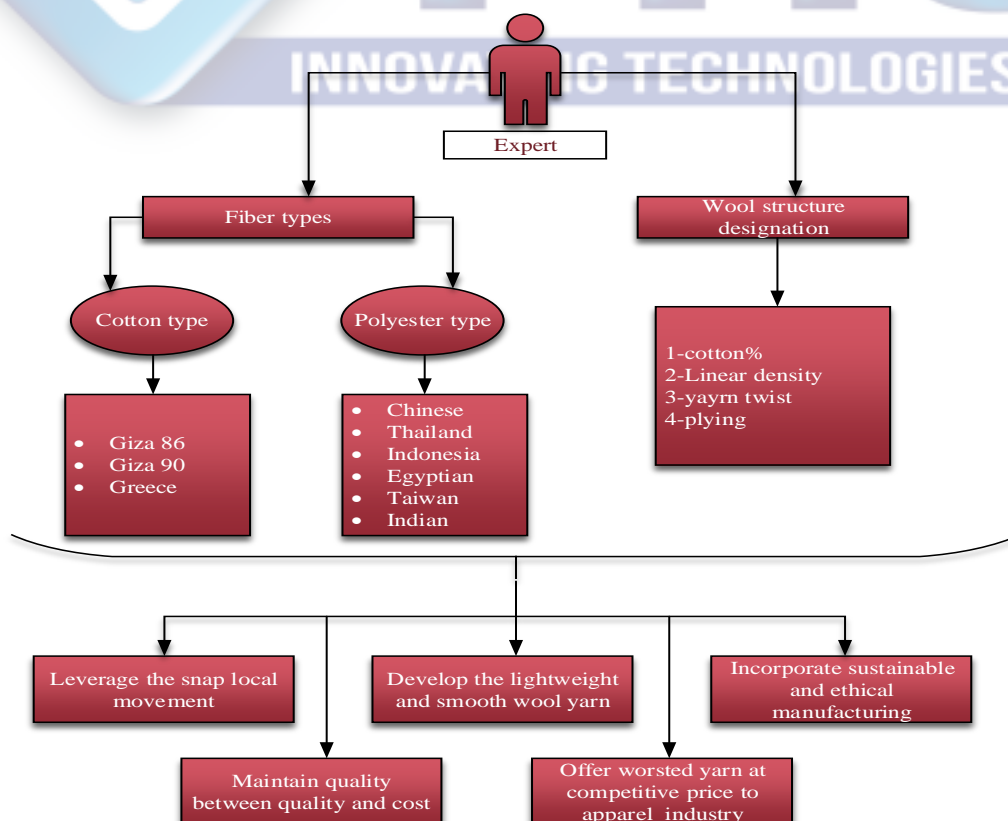 INNOVA G TECHNOLOGIES
Expert
Fiber types
Wool structure
designation
Cotton type
Polyester type
• Giza 86
• Giza 90
• Greece
• Chinese
• Thailand
• Indonesia
• Egyptian
• Taiwan
• Indian
1-cotton%
2-Linear density
3-yayrn twist
4-plying
Leverage the snap local
movement
Develop the lightweight
and smooth wool yarn
Incorporate sustainable
and ethical
manufacturing
Maintain quality
between quality and cost
Offer worsted yarn at
competitive price to
apparel industry